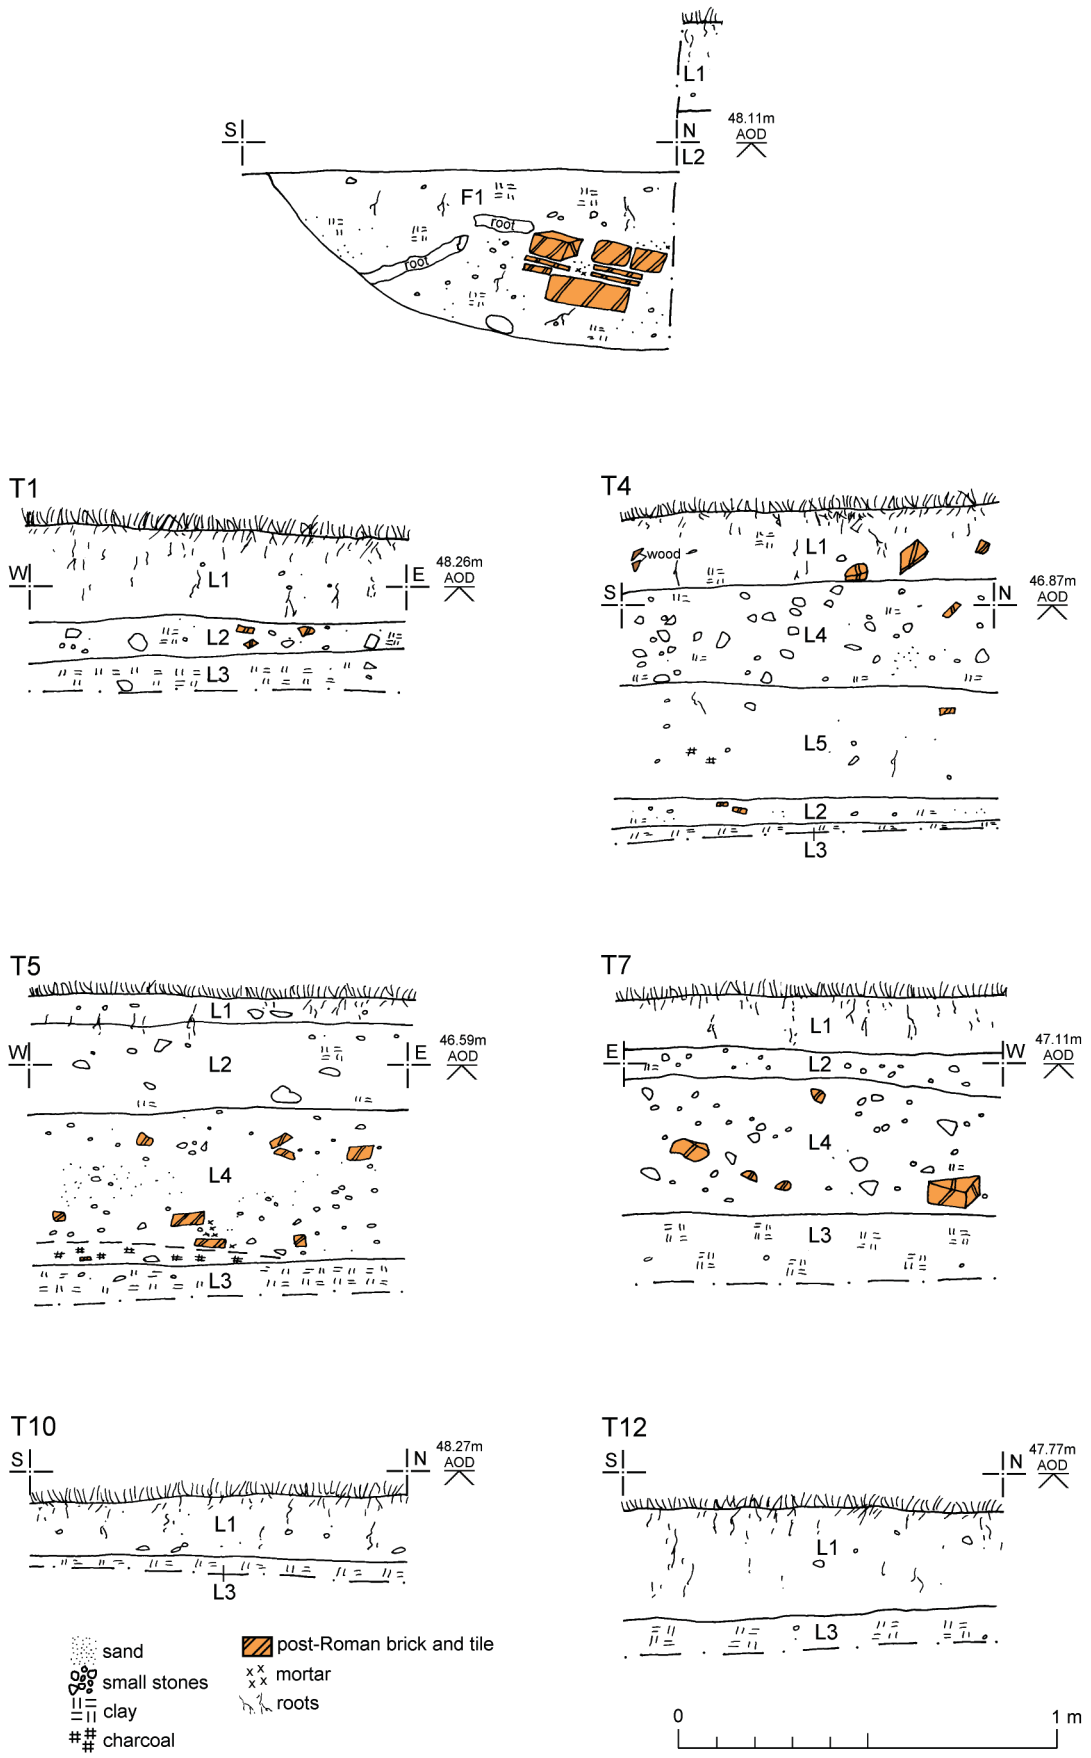 L1
S
N
48.11m
AOD
L2
F1
root
root
T1
W
E
48.26m
AOD
L1
L2
L3
T4
L1
wood
S
N
46.87m
AOD
L4
L5
L2
L3
T5
L1
W
E
46.59m
AOD
L2
L4
L3
T7
L1
E
W
47.11m
AOD
L2
L4
L3
T10
S
N
48.27m
AOD
L1
L3
T12
S
N
47.77m
AOD
L1
L3
sand
small stones
clay
charcoal
post-Roman brick and tile
mortar
roots
0
1 m